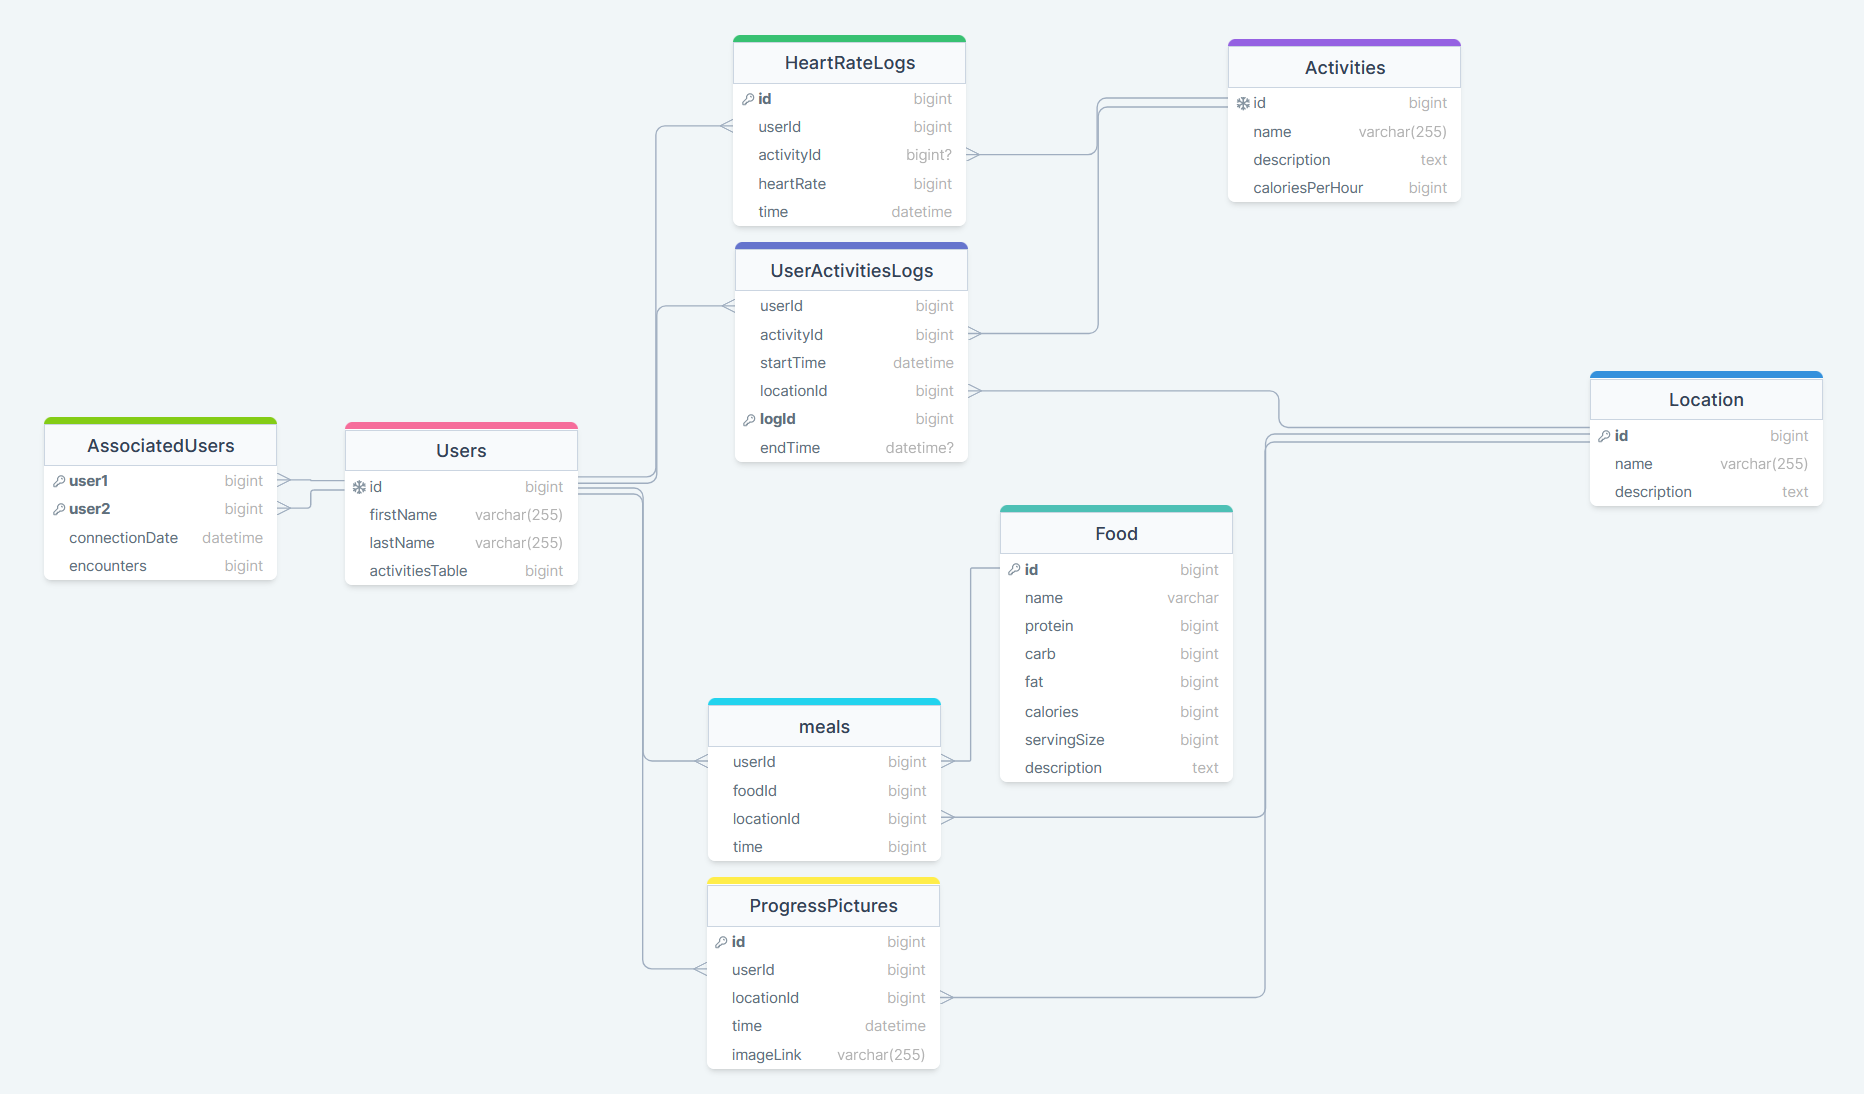 HeartRateLogs
id bigint
userId bigint
activityId bigint?
heartRate bigint
time datetime
Activities
id bigint
name varchar(255)
description text
caloriesPerHour bigint
UserActivitiesLogs
userId bigint
activityId bigint
startTime datetime
locationId bigint
logId bigint
endTime datetime?
Location
id bigint
name varchar(255)
description text
AssociatedUsers
user1 bigint
user2 bigint
connectionDate datetime
encounters bigint
Users
id bigint
firstName varchar(255)
lastName varchar(255)
activitiesTable bigint
Food
id bigint
name varchar
protein bigint
carb bigint
fat bigint
calories bigint
servingSize bigint
description text
meals
userId bigint
foodId bigint
locationId bigint
time bigint
ProgressPictures
id bigint
userId bigint
locationId bigint
time datetime
imageLink varchar(255)